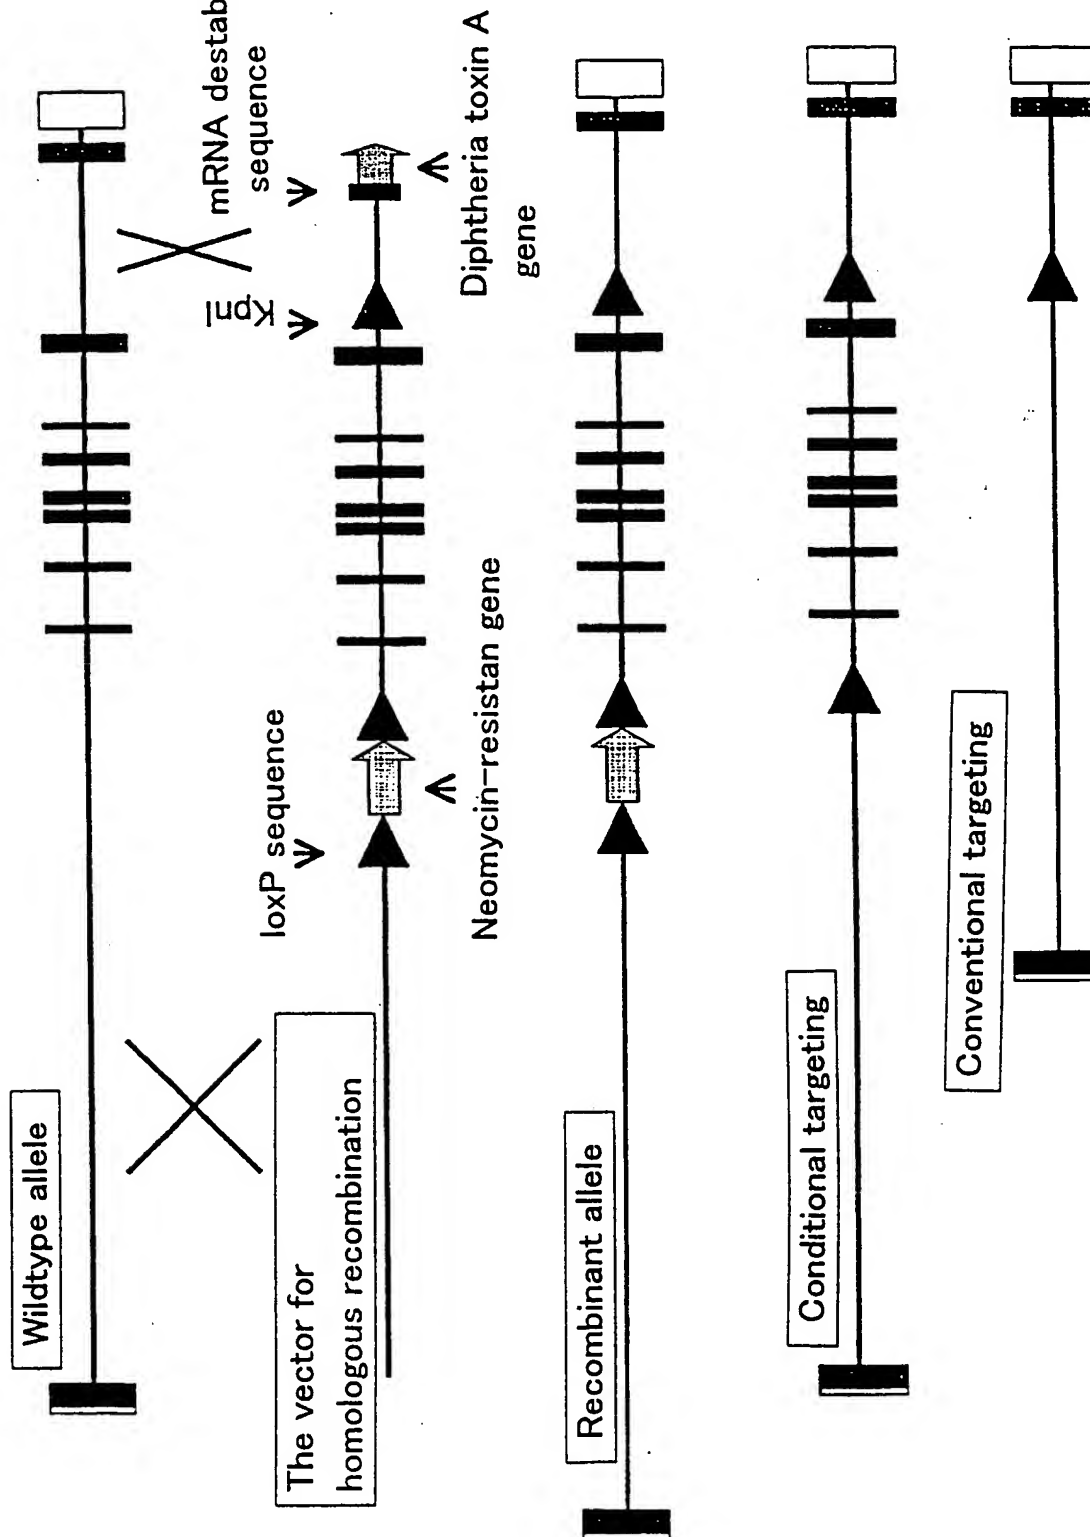 Wildtype allele
mRNA destab
sequence
KpnI
loxP sequence
The vector for
homologous recombination
Neomycin-resistan gene
Diphtheria toxin A
gene
Recombinant allele
Conditional targeting
Conventional targeting